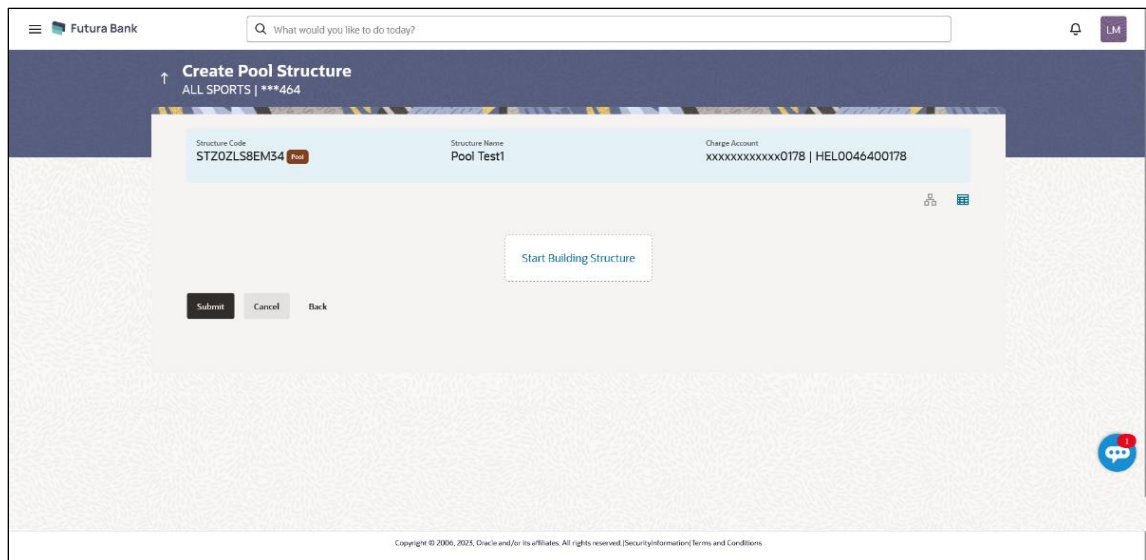 Futura Bank
What would you like to do today?
LM
Create Pool Structure
ALL SPORTS | ***464
Structure Code
Structure Name
Charge Account
STZ0ZLS8EM34 Pool
Pool Test1
xxxxxxxxxxxx0178 | HEL0046400178
Start Building Structure
Submit
Cancel
Back
1
Copyright © 2006, 2023, Oracle and/or its affiliates. All rights reserved.|SecurityInformation|Terms and Conditions